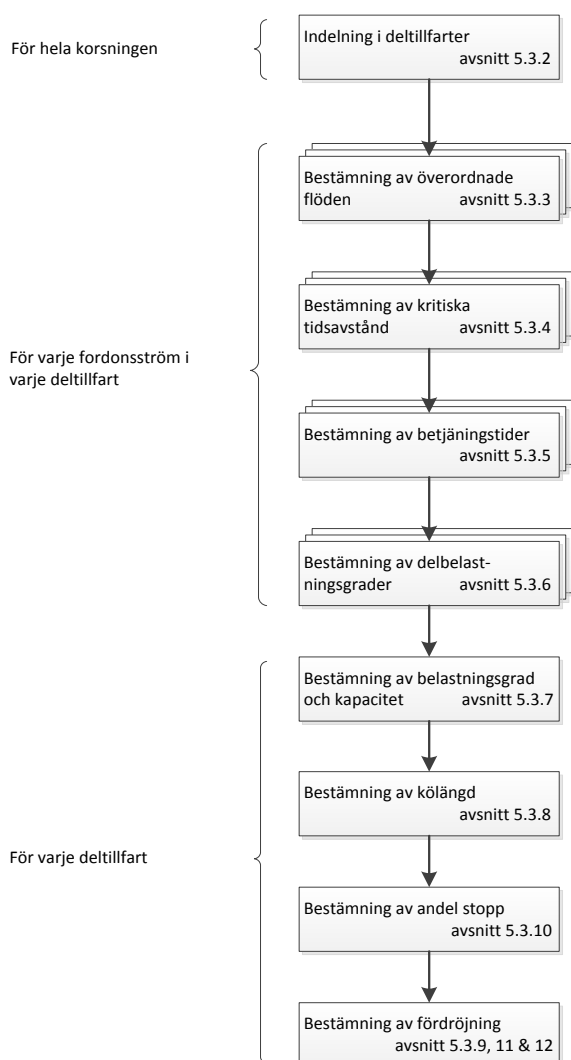 För hela korsningen
Indelning i deltillfarter
avsnitt 5.3.2
Bestämning av överordnade
flöden avsnitt 5.3.3
Bestämning av kritiska
tidsavstånd avsnitt 5.3.4
För varje fordonsström i
varje deltillfart
Bestämning av betjäningstider
avsnitt 5.3.5
Bestämning av delbelast-
ningsgrader avsnitt 5.3.6
Bestämning av belastningsgrad
och kapacitet avsnitt 5.3.7
Bestämning av kölängd
avsnitt 5.3.8
För varje deltillfart
Bestämning av andel stopp
avsnitt 5.3.10
Bestämning av fördröjning
avsnitt 5.3.9, 11 & 12